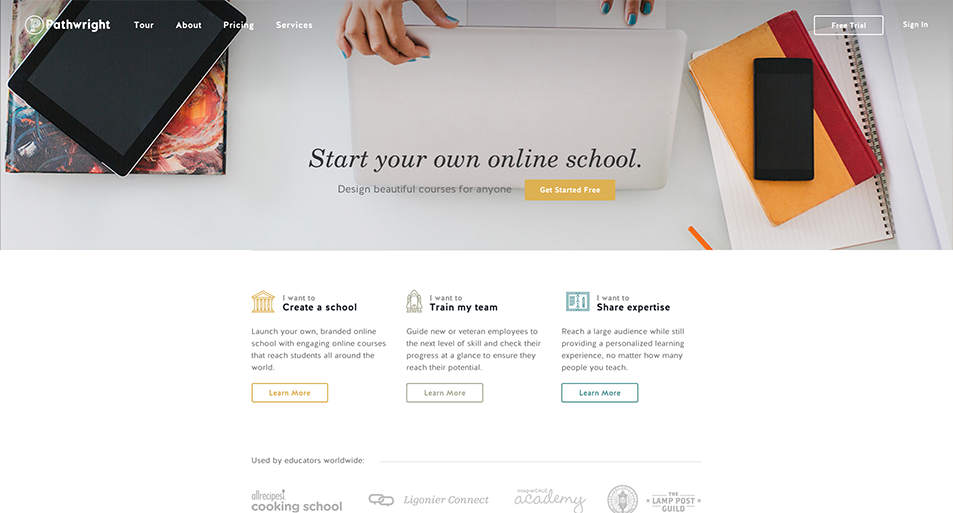 Pathwright Tour About Pricing Services Free Trial Sign In
Start your own online school.
Design beautiful courses for anyone Get Started Free
I want to
Create a school
Launch your own, branded online
school with engaging online courses
that reach students all around the
world.
Learn More
I want to
Train my team
Guide new or veteran employees to
the next level of skill and check their
progress at a glance to ensure they
reach their potential.
Learn More
I want to
Share expertise
Reach a large audience while still
providing a personalized learning
experience, no matter how many
people you teach.
Learn More
Used by educators worldwide:
allrecipes
cooking school
Ligonier Connect
integralCALC
academy
THE
LAMP POST
GUILD